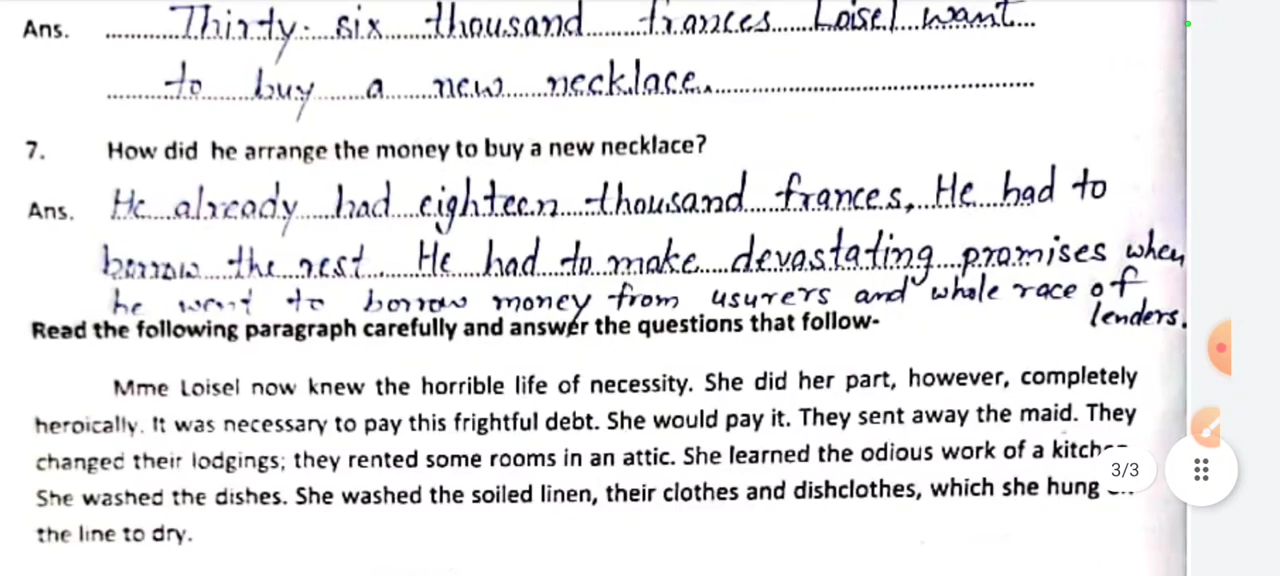 Ans. Thirty-six thousand frances Loisel want
to buy a new necklace.
7. How did he arrange the money to buy a new necklace?
Ans. He already had eighteen thousand frances, He had to
borrow the rest. He had to make devastating promises when
he went to borrow money from usurers and whole race of
lenders.
Read the following paragraph carefully and answer the questions that follow-
Mme Loisel now knew the horrible life of necessity. She did her part, however, completely
heroically. It was necessary to pay this frightful debt. She would pay it. They sent away the maid. They
changed their lodgings; they rented some rooms in an attic. She learned the odious work of a
3/3
She washed the dishes. She washed the soiled linen, their clothes and dishclothes, which she hung
the line to dry.